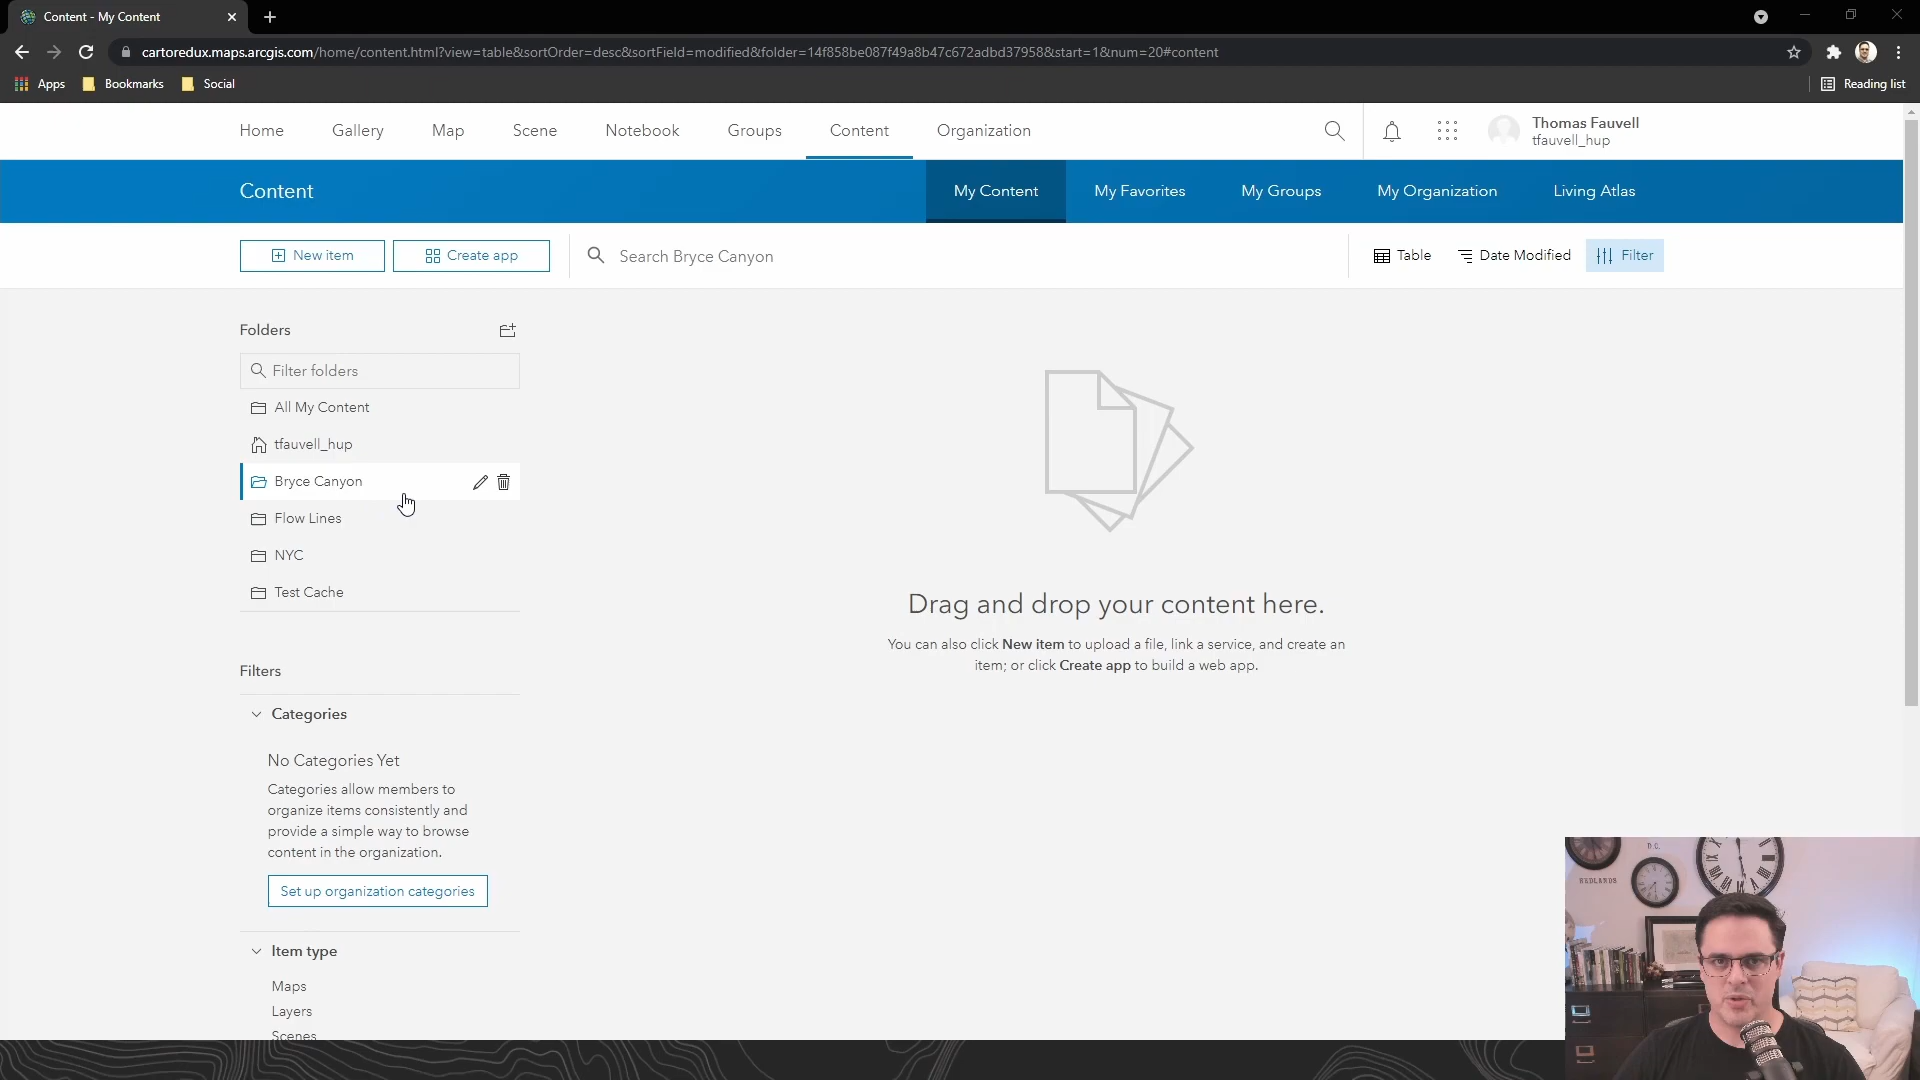 Content - My Content
cartoredux.maps.arcgis.com/home/content.html?view=table&sortOrder=desc&sortField=modified&folder=14f858be087f49a8b47c672adbd37958&start=1&num=20#content
Apps Bookmarks Social Reading list
Home Gallery Map Scene Notebook Groups Content Organization
Thomas Fauvell
tfauvell_hup
Content My Content My Favorites My Groups My Organization Living Atlas
New item Create app Search Bryce Canyon Table Date Modified Filter
Folders
Filter folders
All My Content
tfauvell_hup
Bryce Canyon
Flow Lines
NYC
Test Cache
Drag and drop your content here.
You can also click New item to upload a file, link a service, and create an
item; or click Create app to build a web app.
Filters
Categories
No Categories Yet
Categories allow members to
organize items consistently and
provide a simple way to browse
content in the organization.
Set up organization categories
Item type
Maps
Layers
Scenes
D.C.
REDLANDS